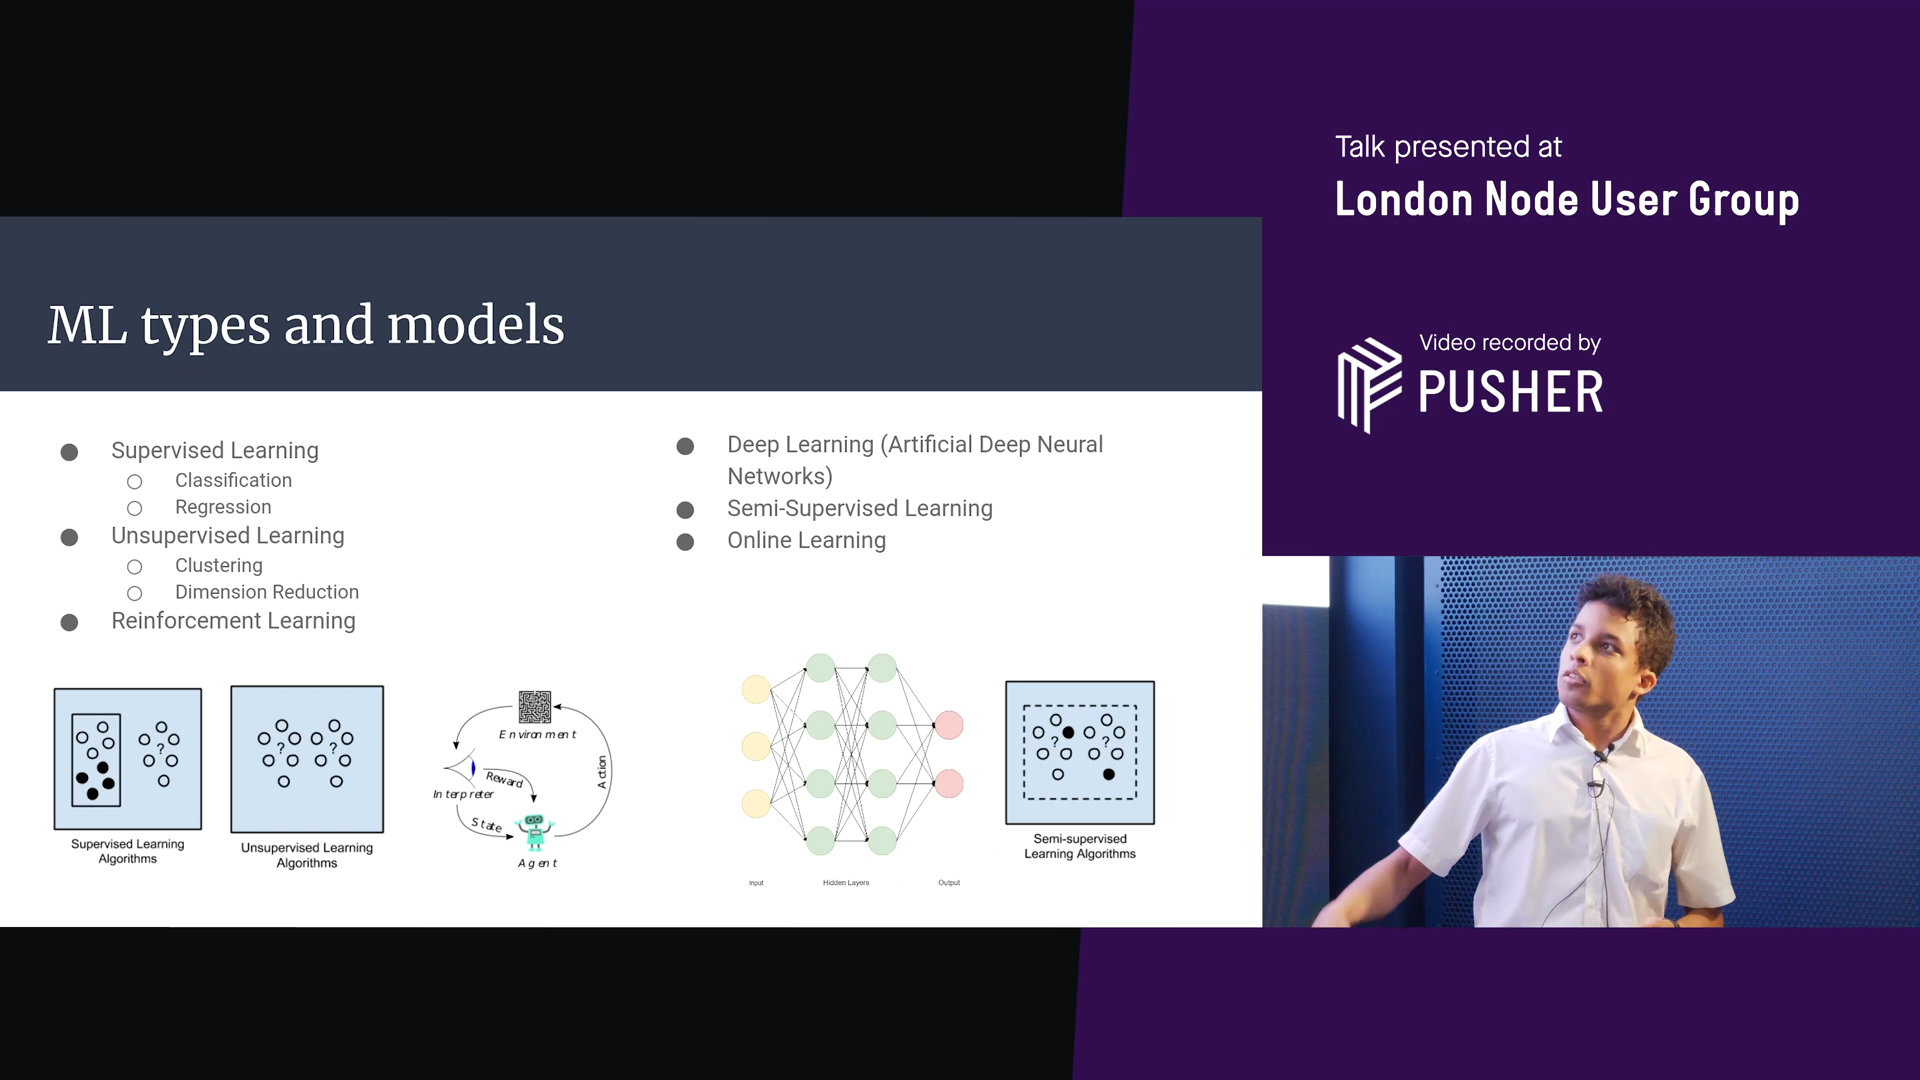 Talk presented at
London Node User Group
Video recorded by
PUSHER
ML types and models
Supervised Learning
Classification
Regression
Unsupervised Learning
Clustering
Dimension Reduction
Reinforcement Learning
Deep Learning (Artificial Deep Neural
Networks)
Semi-Supervised Learning
Online Learning
?
Supervised Learning
Algorithms
? ?
Unsupervised Learning
Algorithms
Environment
Reward
Action
Interpreter
State
Agent
Input
Hidden Layers
Output
? ?
Semi-supervised
Learning Algorithms